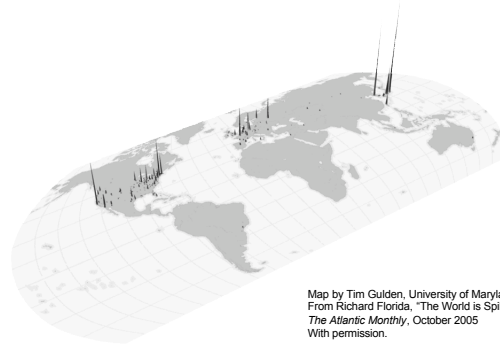 Map by Tim Gulden, University of Maryla
From Richard Florida, "The World is Spi
The Atlantic Monthly, October 2005
With permission.